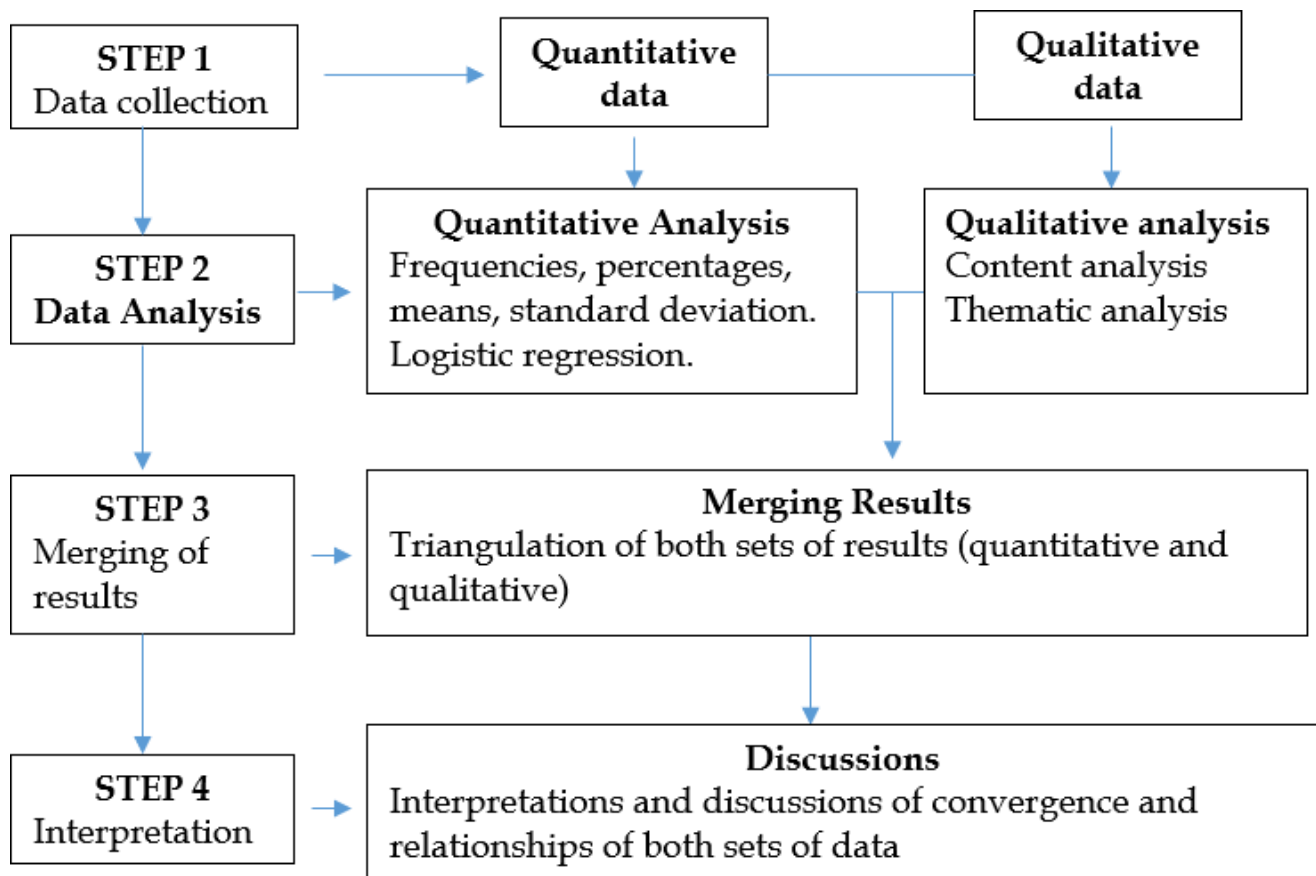 STEP 1
Data collection
Quantitative
data
Qualitative
data
STEP 2
Data Analysis
Quantitative Analysis
Frequencies, percentages,
means, standard deviation.
Logistic regression.
Qualitative analysis
Content analysis
Thematic analysis
STEP 3
Merging of
results
Merging Results
Triangulation of both sets of results (quantitative and
qualitative)
STEP 4
Interpretation
Discussions
Interpretations and discussions of convergence and
relationships of both sets of data